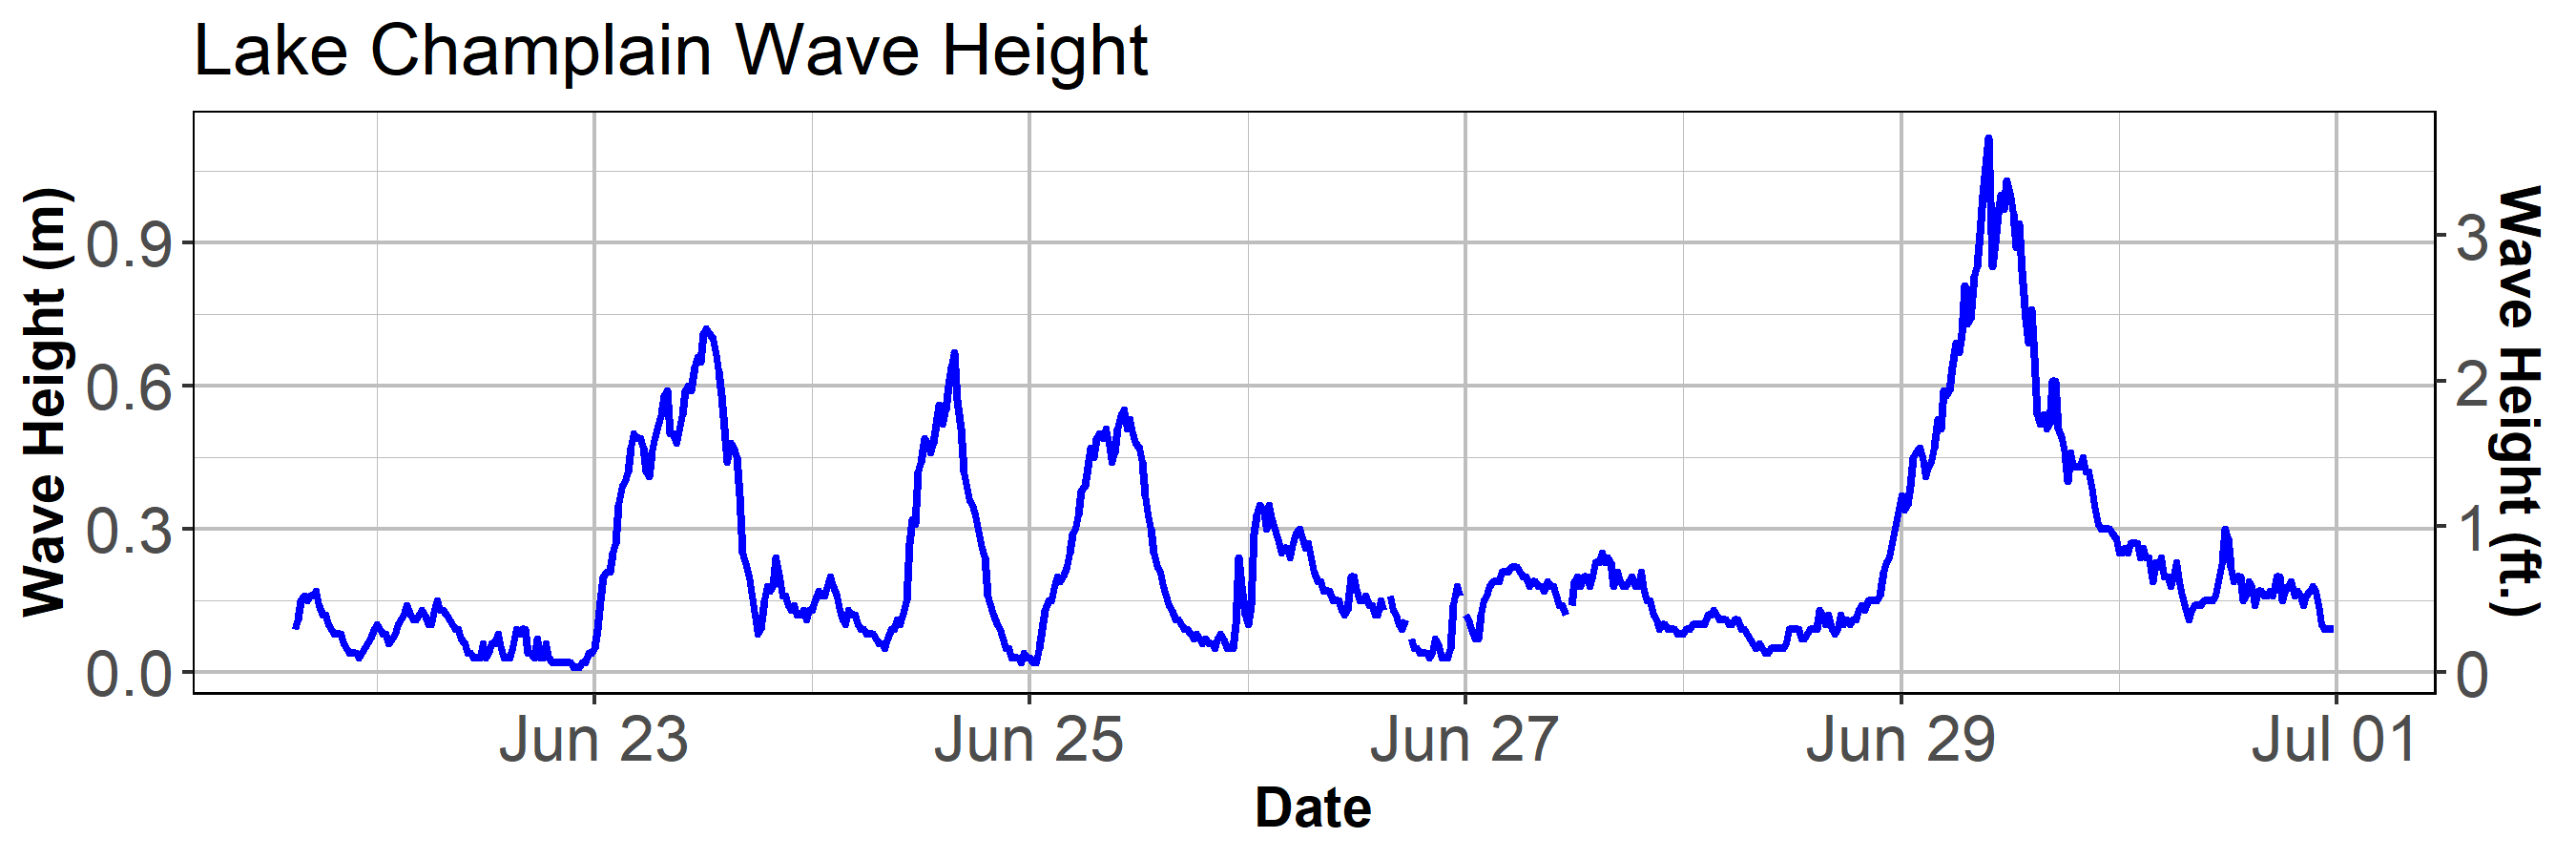 Lake Champlain Wave Height
Wave Height (m)
0.9
0.6
0.3
0.0
3
2
1
0
Wave Height (ft.)
Jun 23 Jun 25 Jun 27 Jun 29 Jul 01
Date